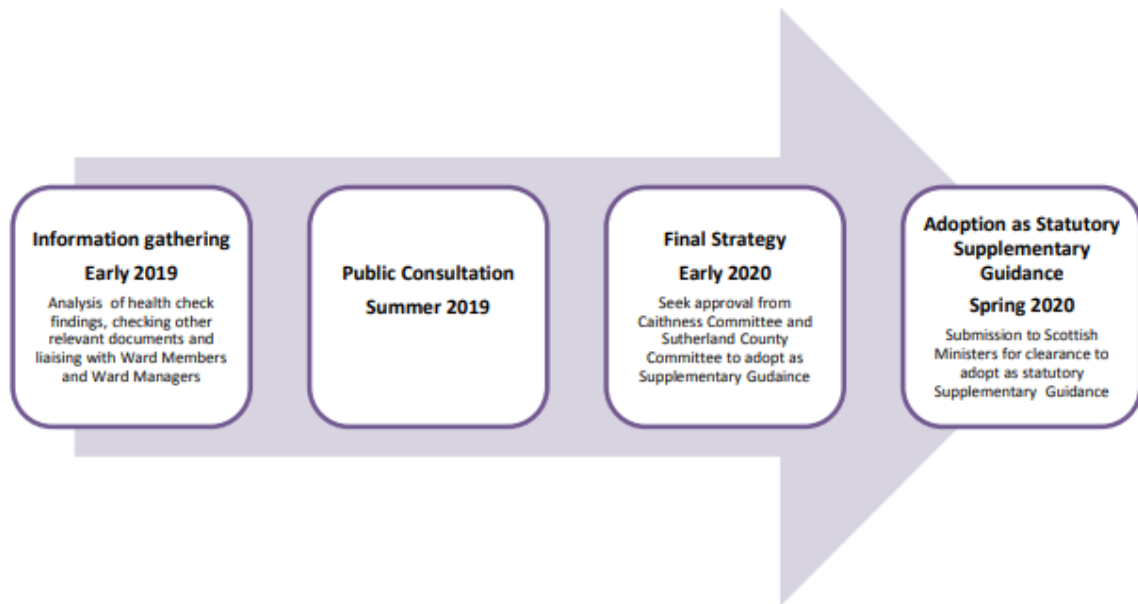 Information gathering
Early 2019
Analysis of health check
findings, checking other
relevant documents and
liaising with Ward Members
and Ward Managers
Public Consultation
Summer 2019
Final Strategy
Early 2020
Seek approval from
Caithness Committee and
Sutherland County
Committee to adopt as
Supplementary Gudaince
Adoption as Statutory
Supplementary
Guidance
Spring 2020
Submission to Scottish
Ministers for clearance to
adopt as statutory
Supplementary Guidance